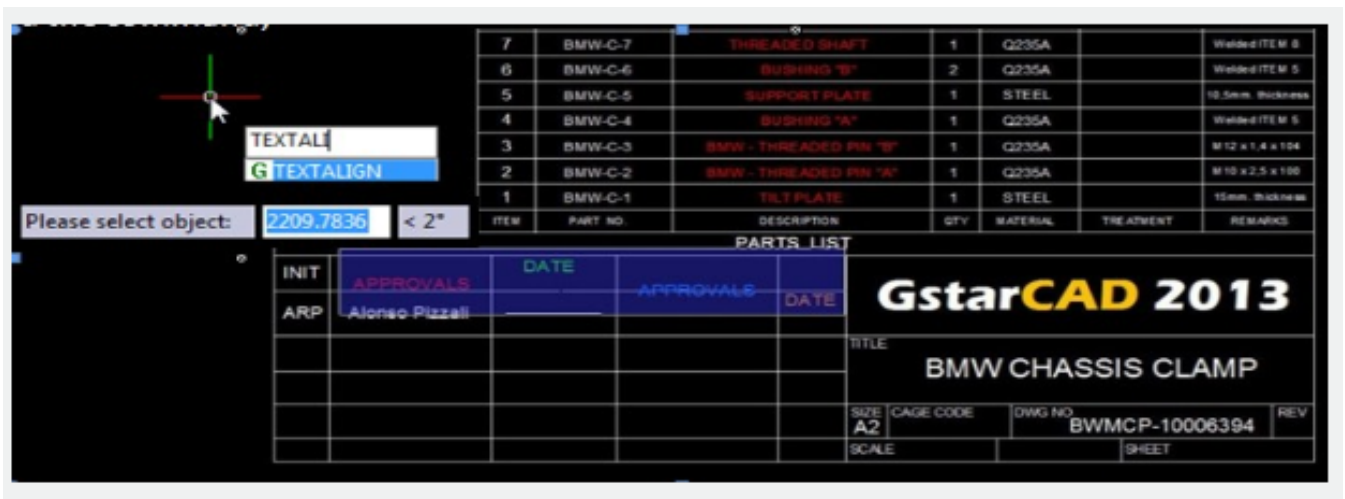 7 BMW-C-7 THREADED SHAFT 1 Q235A Welded ITEM 8
6 BMW-C-6 BUSHING "B" 2 Q235A Welded ITEM 5
5 BMW-C-5 SUPPORT PLATE 1 STEEL 10,5mm. thickness
4 BMW-C-4 BUSHING "A" 1 Q235A Welded ITEM 5
3 BMW-C-3 BMW - THREADED PIN "B" 1 Q235A M12 x 1,4 x 104
2 BMW-C-2 BMW - THREADED PIN "A" 1 Q235A M10 x 2,5 x 100
1 BMW-C-1 TILT PLATE 1 STEEL 15mm. thickness
ITEM PART NO. DESCRIPTION QTY MATERIAL TREATMENT REMARKS
PARTS LIST
TEXTALI
G TEXTALIGN
Please select object: 2209.7836 < 2°
INIT APPROVALS DATE APPROVALS DATE
ARP Alonso Pizzali
GstarCAD 2013
TITLE
BMW CHASSIS CLAMP
SIZE CAGE CODE DWG NO REV
A2 BWMCP-10006394
SCALE SHEET